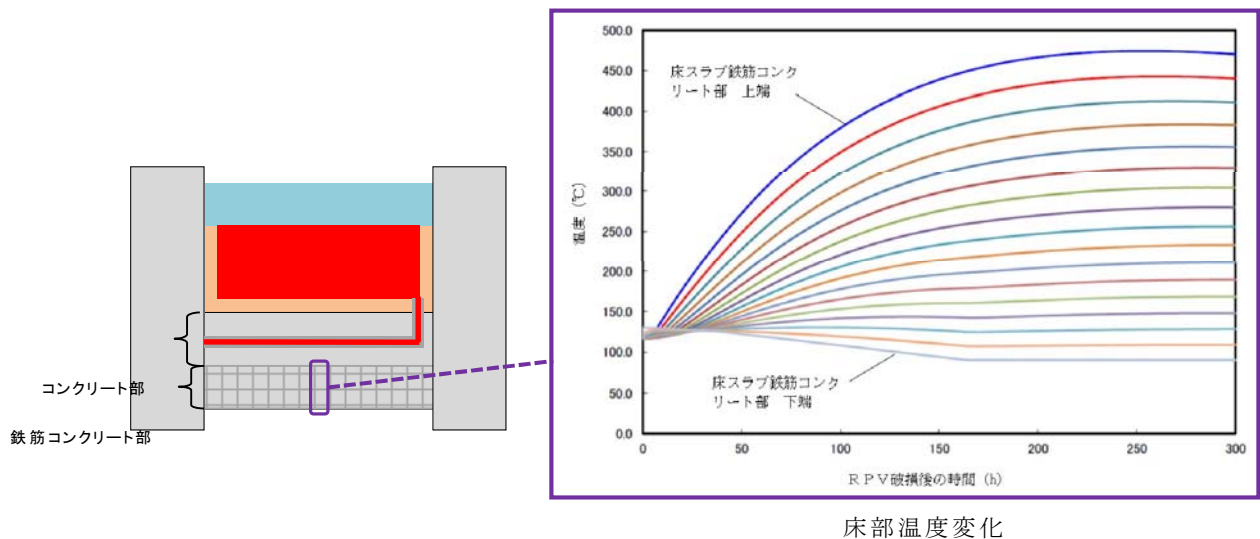 コンクリート部
鉄筋コンクリート部
500.0
450.0
400.0
350.0
300.0
250.0
200.0
150.0
100.0
50.0
0.0
温度 (℃)
床スラブ鉄筋コンク
リート部 上端
床スラブ鉄筋コンク
リート部 下端
0
50
100
150
200
250
300
RPV破損後の時間 (h)
床部温度変化